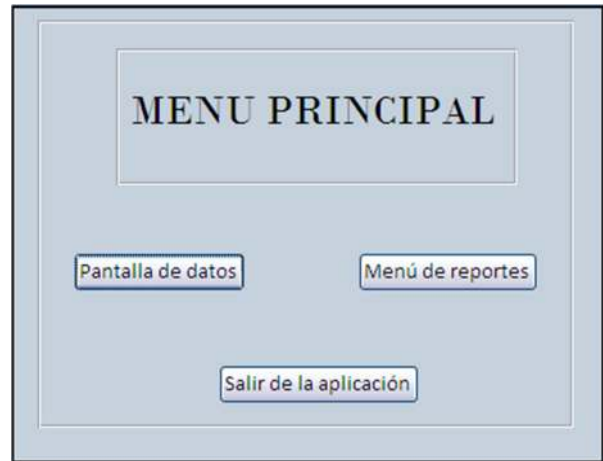 MENU PRINCIPAL
Pantalla de datos
Menú de reportes
Salir de la aplicación